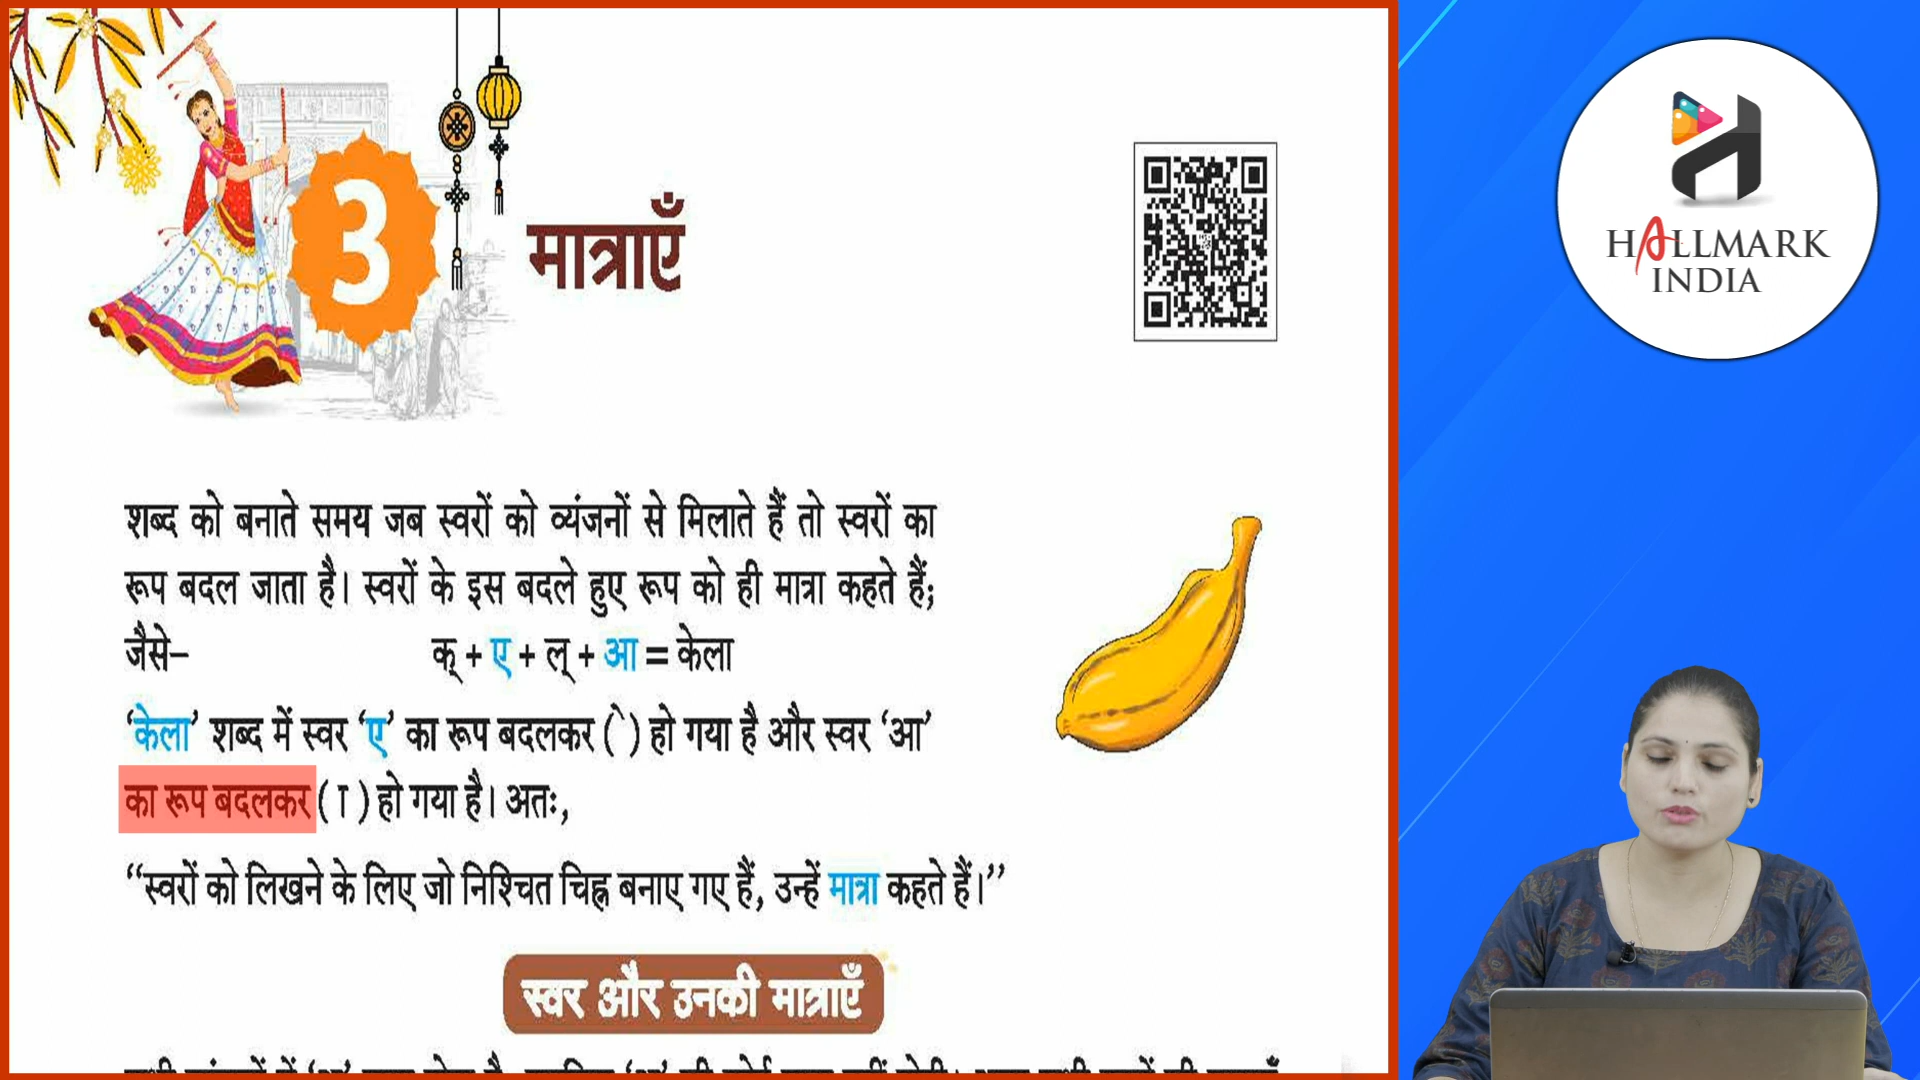 3
मात्राएँ
HALLMARK
INDIA
शब्द को बनाते समय जब स्वरों को व्यंजनों से मिलाते हैं तो स्वरों का
रूप बदल जाता है। स्वरों के इस बदले हुए रूप को ही मात्रा कहते हैं;
जैसे– क् + ए + ल् + आ = केला
‘केला’ शब्द में स्वर ‘ए’ का रूप बदलकर ( े ) हो गया है और स्वर ‘आ’
का रूप बदलकर ( ा ) हो गया है। अतः,
“स्वरों को लिखने के लिए जो निश्चित चिह्न बनाए गए हैं, उन्हें मात्रा कहते हैं।”
स्वर और उनकी मात्राएँ